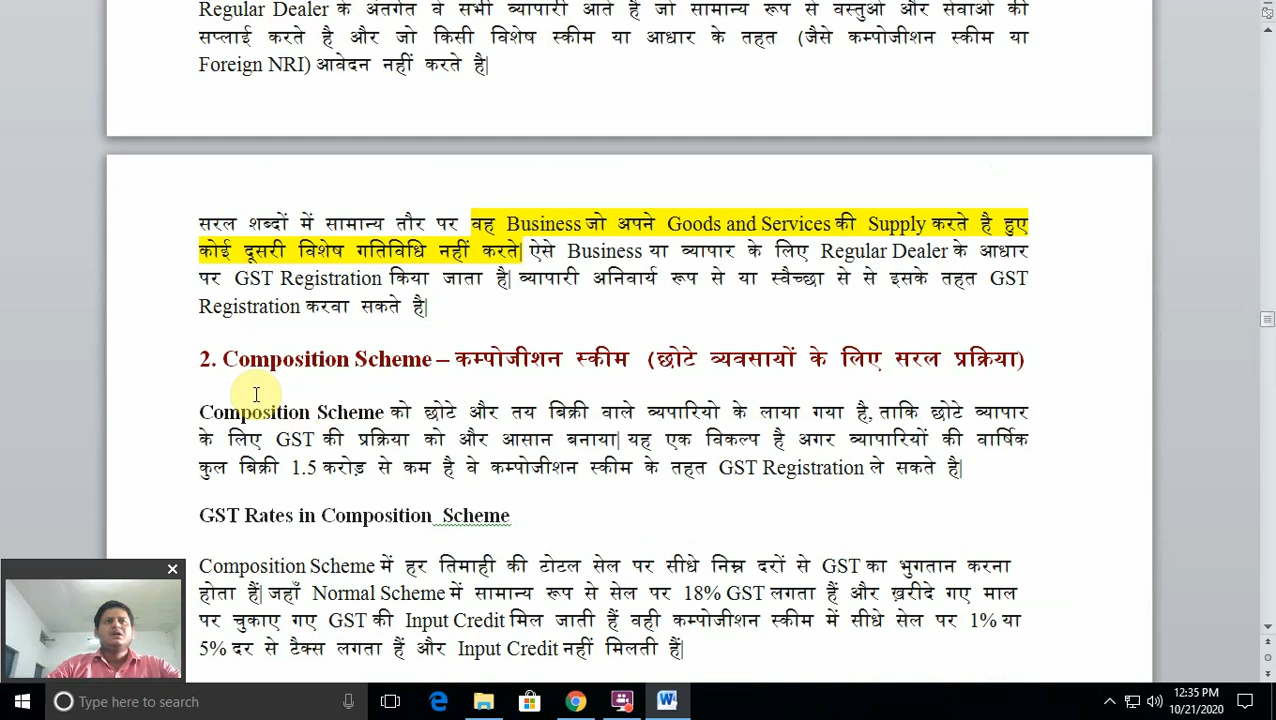 Regular Dealer के अंतर्गत वे सभी व्यापारी आते है जो सामान्य रूप से वस्तुओ और सेवाओ की
सप्लाई करते है और जो किसी विशेष स्कीम या आधार के तहत (जैसे कम्पोजीशन स्कीम या
Foreign NRI) आवेदन नहीं करते है|
सरल शब्दों में सामान्य तौर पर वह Business जो अपने Goods and Services की Supply करते है हुए
कोई दूसरी विशेष गतिविधि नहीं करते| ऐसे Business या व्यापार के लिए Regular Dealer के आधार
पर GST Registration किया जाता है| व्यापारी अनिवार्य रूप से या स्वैच्छा से से इसके तहत GST
Registration करवा सकते है|
2. Composition Scheme – कम्पोजीशन स्कीम (छोटे व्यवसायों के लिए सरल प्रक्रिया)
Composition Scheme को छोटे और तय बिक्री वाले व्यपारियो के लाया गया है, ताकि छोटे व्यापार
के लिए GST की प्रक्रिया को और आसान बनाया| यह एक विकल्प है अगर व्यापारियों की वार्षिक
कुल बिक्री 1.5 करोड़ से कम है वे कम्पोजीशन स्कीम के तहत GST Registration ले सकते है|
GST Rates in Composition Scheme
Composition Scheme में हर तिमाही की टोटल सेल पर सीधे निम्न दरों से GST का भुगतान करना
होता हैं| जहाँ Normal Scheme में सामान्य रूप से सेल पर 18% GST लगता हैं और ख़रीदे गए माल
पर चुकाए गए GST की Input Credit मिल जाती हैं वही कम्पोजीशन स्कीम में सीधे सेल पर 1% या
5% दर से टैक्स लगता हैं और Input Credit नहीं मिलती हैं|
Type here to search
12:35 PM
10/21/2020